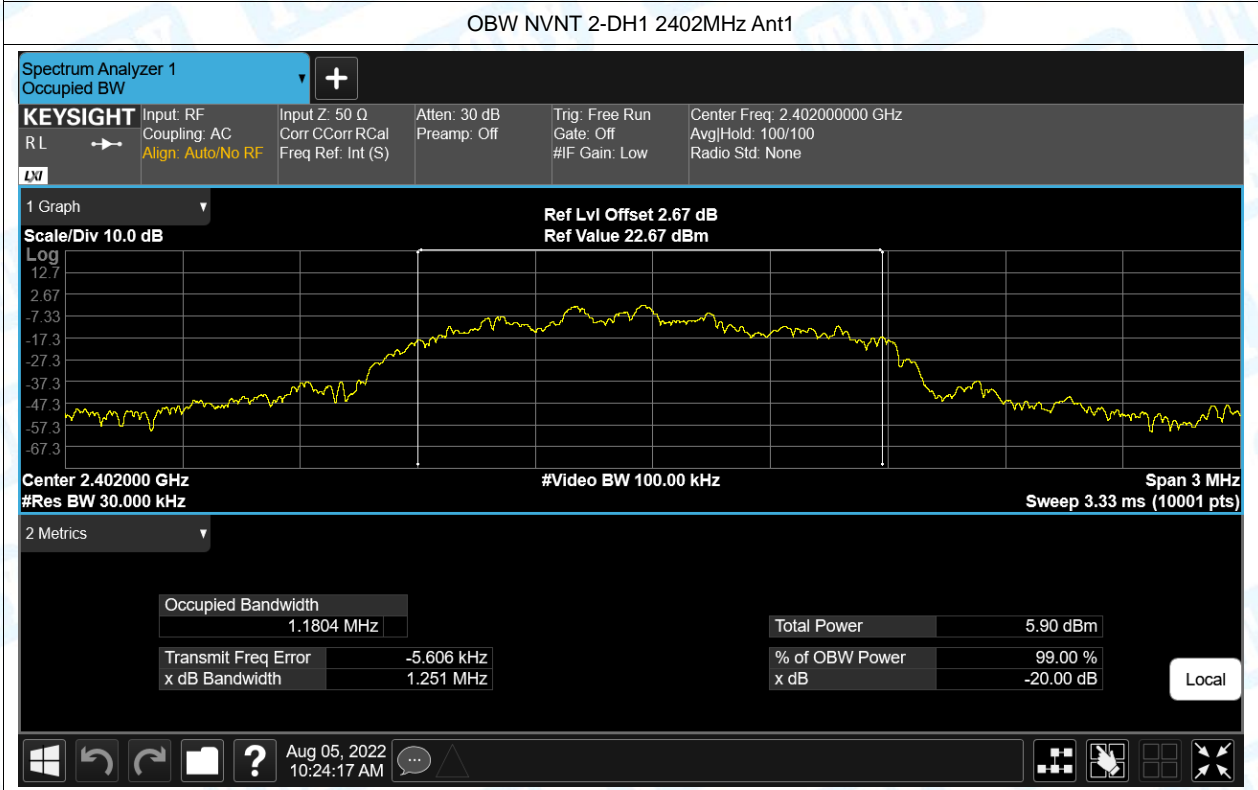 OBW NVNT 2-DH1 2402MHz Ant1
Spectrum Analyzer 1
Occupied BW
KEYSIGHT
R L
LXI
Input: RF
Coupling: AC
Align: Auto/No RF
Input Z: 50 Ω
Corr CCorr RCal
Freq Ref: Int (S)
Atten: 30 dB
Preamp: Off
Trig: Free Run
Gate: Off
#IF Gain: Low
Center Freq: 2.402000000 GHz
Avg|Hold: 100/100
Radio Std: None
1 Graph
Ref Lvl Offset 2.67 dB
Scale/Div 10.0 dB Ref Value 22.67 dBm
Log
12.7
2.67
-7.33
-17.3
-27.3
-37.3
-47.3
-57.3
-67.3
Center 2.402000 GHz #Video BW 100.00 kHz Span 3 MHz
#Res BW 30.000 kHz Sweep 3.33 ms (10001 pts)
2 Metrics
Occupied Bandwidth
1.1804 MHz
Total Power 5.90 dBm
Transmit Freq Error -5.606 kHz
% of OBW Power 99.00 %
x dB Bandwidth 1.251 MHz
x dB -20.00 dB
Local
?
Aug 05, 2022
10:24:17 AM